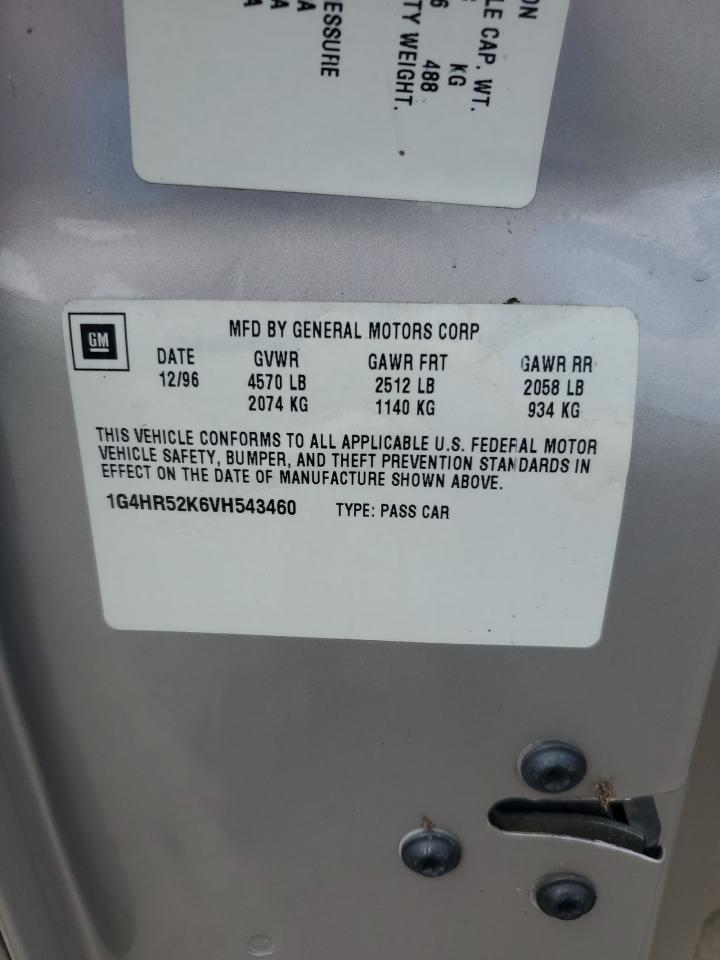 ON
LE CAP. WT.
KG
6 488
TY WEIGHT.
ESSURE
A
A
A
GM
MFD BY GENERAL MOTORS CORP
DATE GVWR GAWR FRT GAWR RR
12/96 4570 LB 2512 LB 2058 LB
2074 KG 1140 KG 934 KG
THIS VEHICLE CONFORMS TO ALL APPLICABLE U.S. FEDERAL MOTOR
VEHICLE SAFETY, BUMPER, AND THEFT PREVENTION STANDARDS IN
EFFECT ON THE DATE OF MANUFACTURE SHOWN ABOVE.
1G4HR52K6VH543460 TYPE: PASS CAR